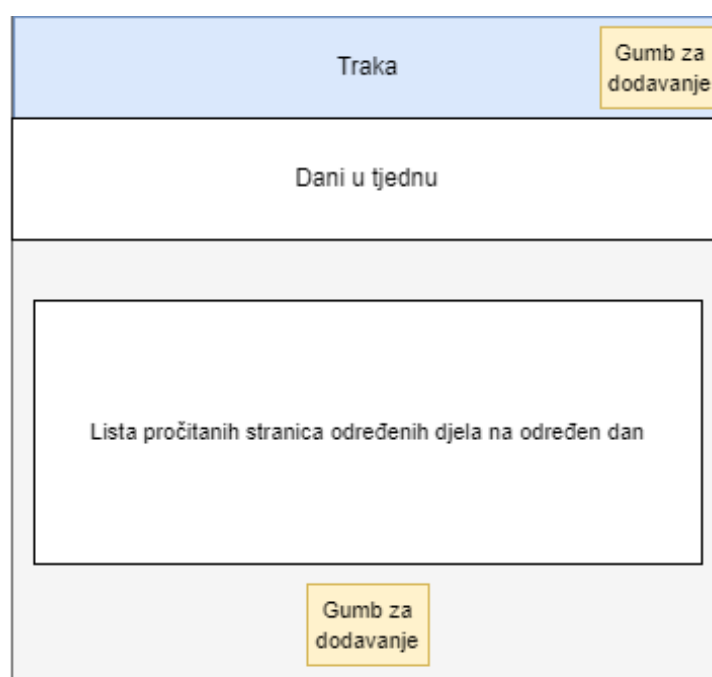 Traka
Gumb za
dodavanje
Dani u tjednu
Lista pročitanih stranica određenih djela na određen dan
Gumb za
dodavanje